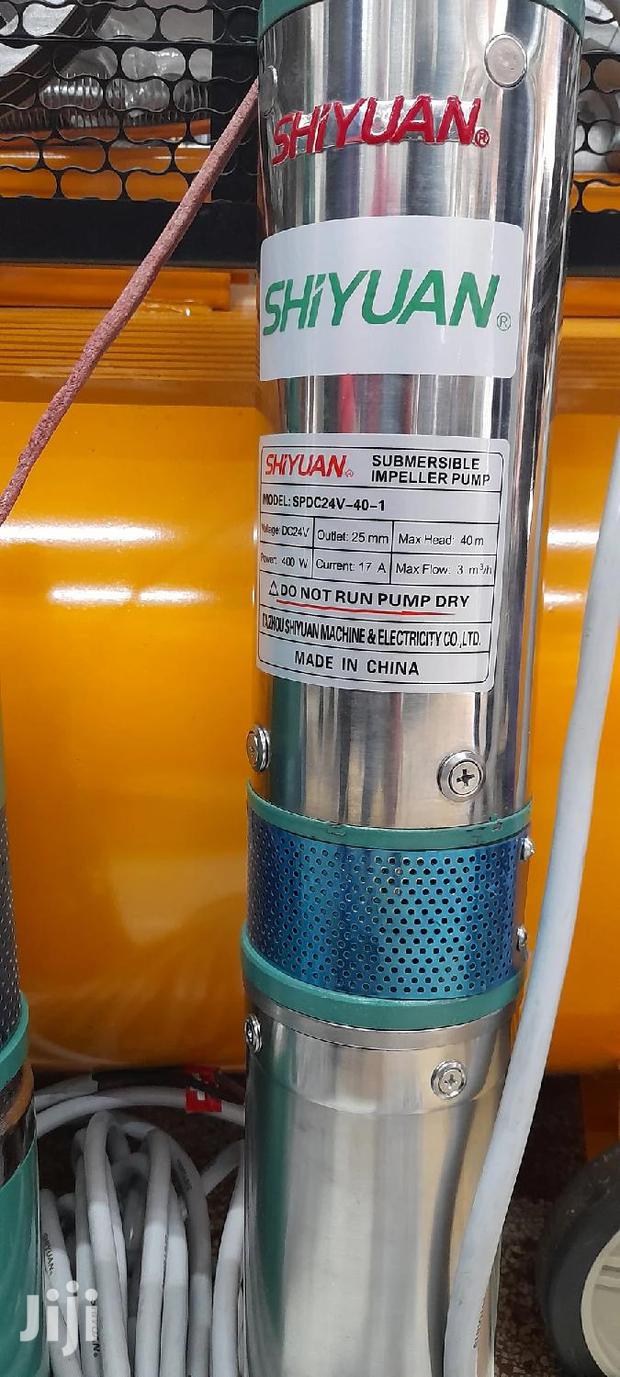 SHiYUAN®
SHiYUAN®
SHiYUAN® SUBMERSIBLE IMPELLER PUMP
MODEL: SPDC24V-40-1
Voltage: DC24V Outlet: 25 mm Max Head: 40 m
Power: 400 W Current: 17 A Max Flow: 3 m³/h
⚠ DO NOT RUN PUMP DRY
TAIZHOU SHIYUAN MACHINE & ELECTRICITY CO.,LTD.
MADE IN CHINA
SHiYUAN®
Jiji